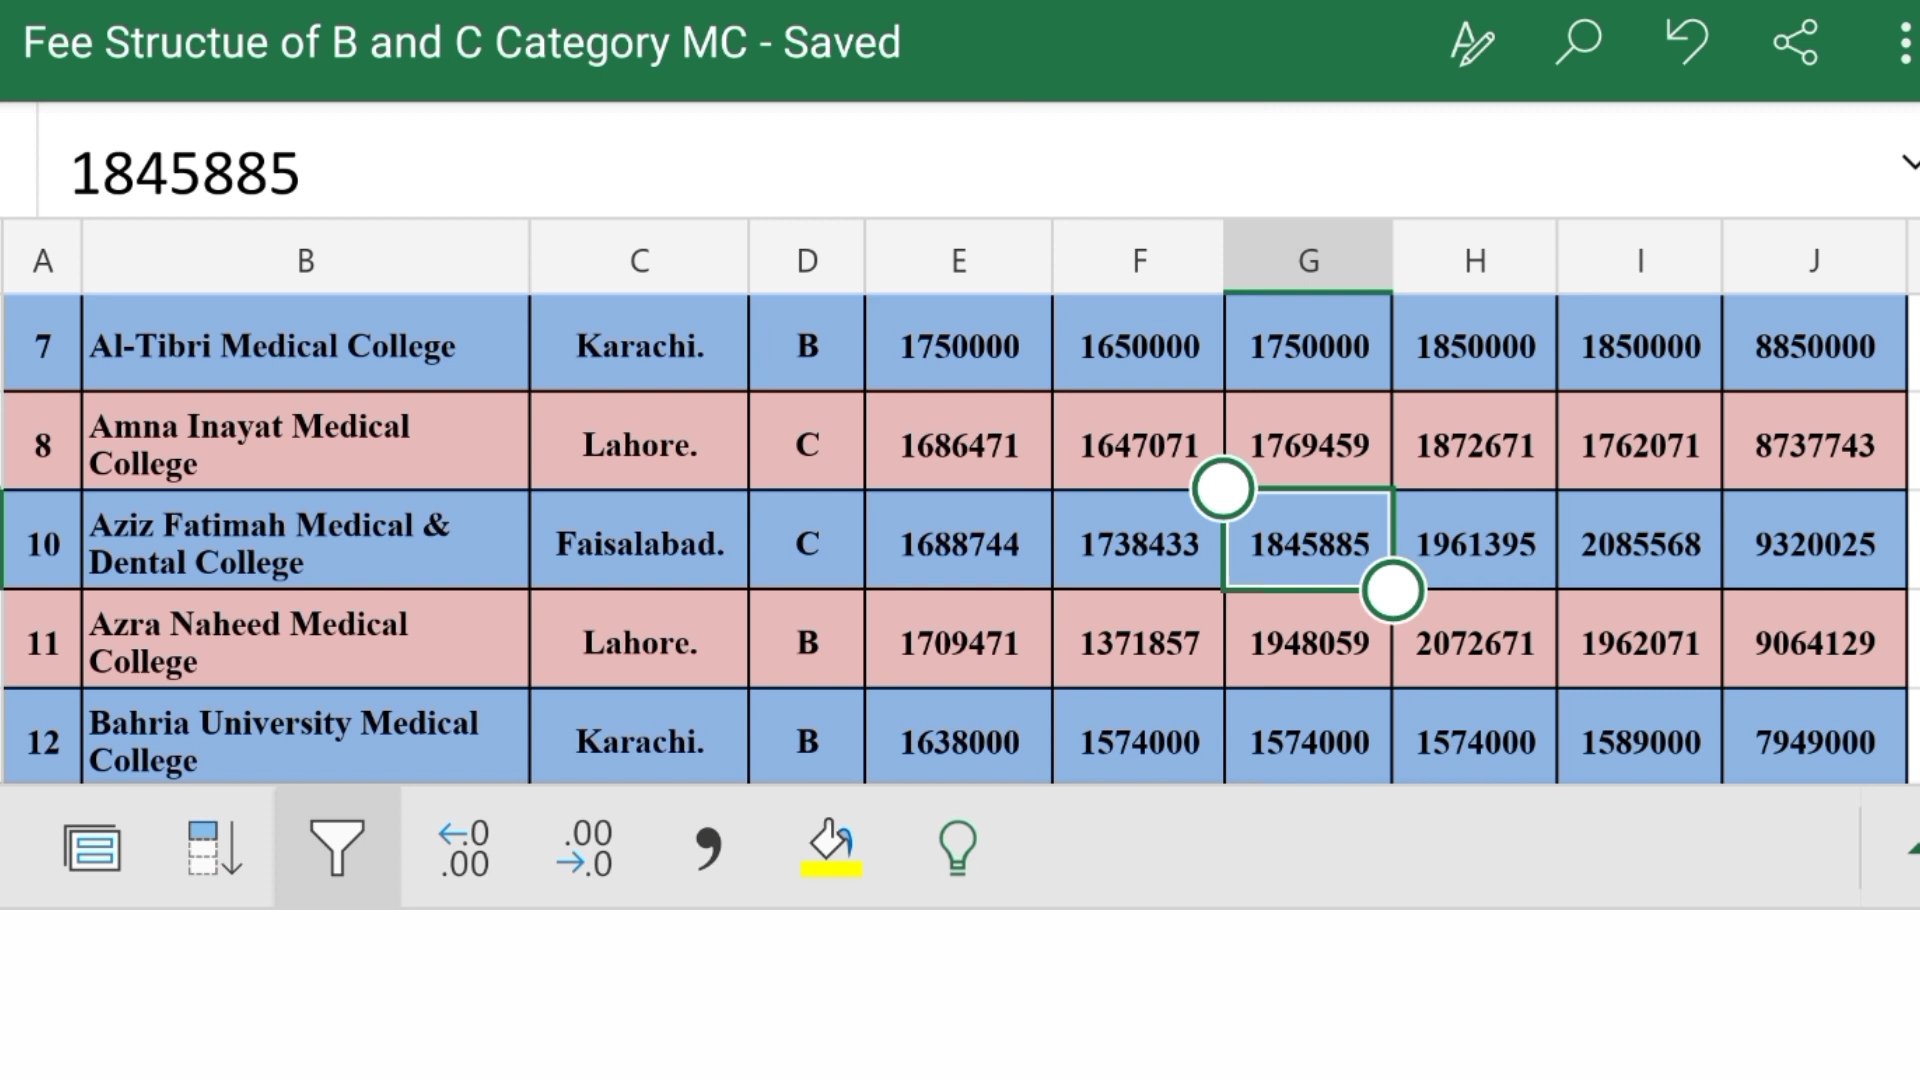 Fee Structue of B and C Category MC - Saved
1845885
A B C D E F G H I J
7 Al-Tibri Medical College Karachi. B 1750000 1650000 1750000 1850000 1850000 8850000
8 Amna Inayat Medical
College Lahore. C 1686471 1647071 1769459 1872671 1762071 8737743
10 Aziz Fatimah Medical &
Dental College Faisalabad. C 1688744 1738433 1845885 1961395 2085568 9320025
11 Azra Naheed Medical
College Lahore. B 1709471 1371857 1948059 2072671 1962071 9064129
12 Bahria University Medical
College Karachi. B 1638000 1574000 1574000 1574000 1589000 7949000
←.0 .00
.00 →.0